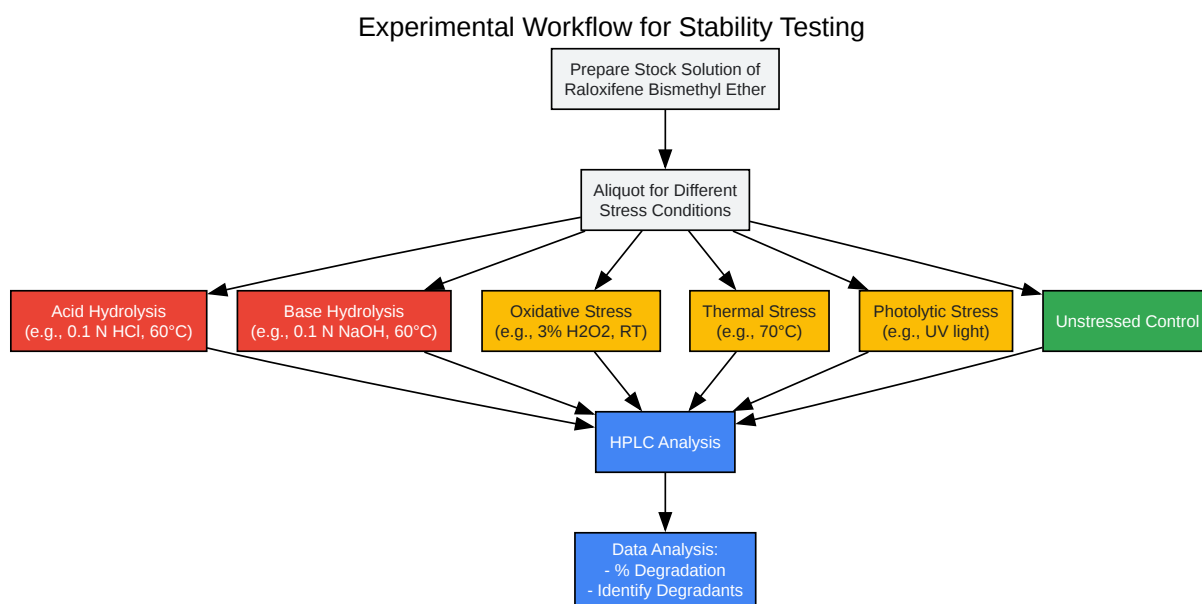 Experimental Workflow for Stability Testing
Prepare Stock Solution of
Raloxifene Bismethyl Ether
Aliquot for Different
Stress Conditions
Acid Hydrolysis
(e.g., 0.1 N HCl, 60°C)
Base Hydrolysis
(e.g., 0.1 N NaOH, 60°C)
Oxidative Stress
(e.g., 3% H2O2, RT)
Thermal Stress
(e.g., 70°C)
Photolytic Stress
(e.g., UV light)
Unstressed Control
HPLC Analysis
Data Analysis:
- % Degradation
- Identify Degradants